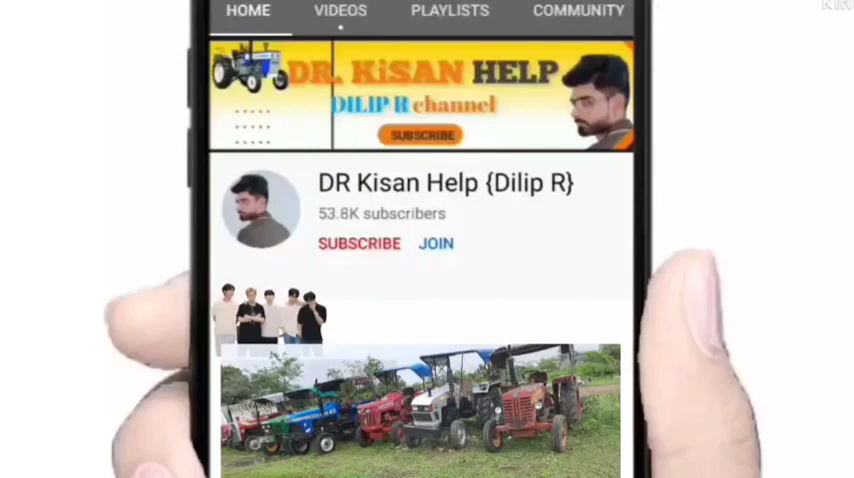 KIN
HOME VIDEOS PLAYLISTS COMMUNITY
DR. KiSAN HELP
DILIP R channel
SUBSCRIBE
DR Kisan Help {Dilip R}
53.8K subscribers
SUBSCRIBE JOIN